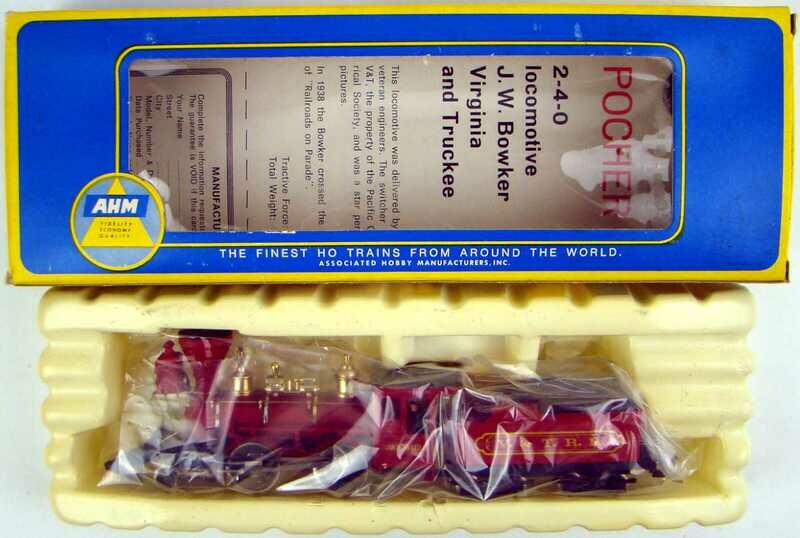 POCHER
2-4-0
locomotive
J. W. Bowker
Virginia
and Truckee
This locomotive was delivered by
veteran engineers. The switcher
V&T, the property of the Pacific
rical Society, and was a star per
pictures.
In 1938 the Bowker crossed the
of "Railroads on Parade".
Tractive Force
Total Weight:
MANUFACTU
Complete the information requeste
The guarantee is VOID if this car
Your Name
Street
City
Model, Number &
Date Purchased
AHM
FIDELITY
ECONOMY
QUALITY
THE FINEST HO TRAINS FROM AROUND THE WORLD.
ASSOCIATED HOBBY MANUFACTURERS, INC.
& T. R.